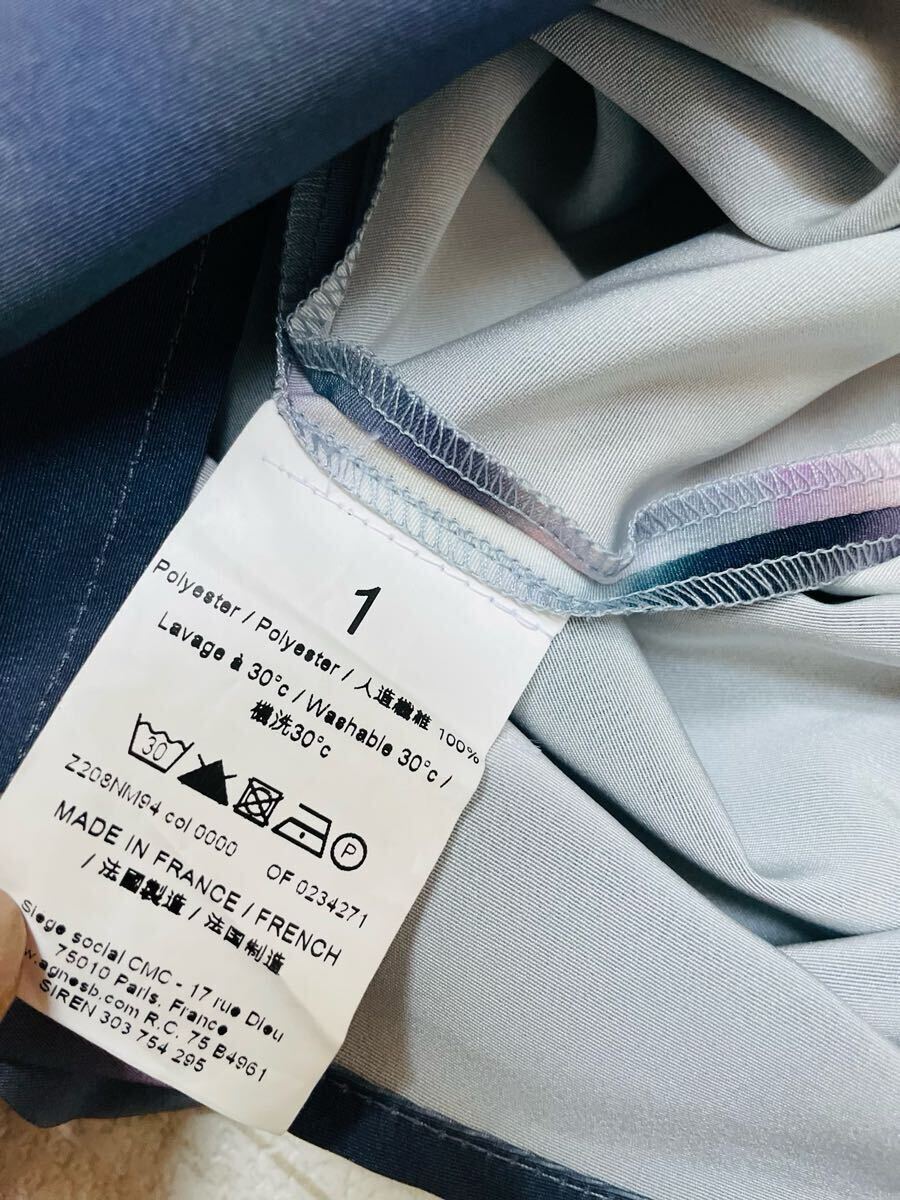 1
Polyester / Polyester / 人造纖維 100%
Lavage à 30°c / Washable 30°c /
機洗30°c
30
P
Z208NM94 col 0000 OF 0234271
MADE IN FRANCE / FRENCH
/ 法國製造 / 法国制造
Siege social CMC - 17 rue Dieu
75010 Paris. France
w.agnesb.com R.C. 75 B4961
SIREN 303 754 295